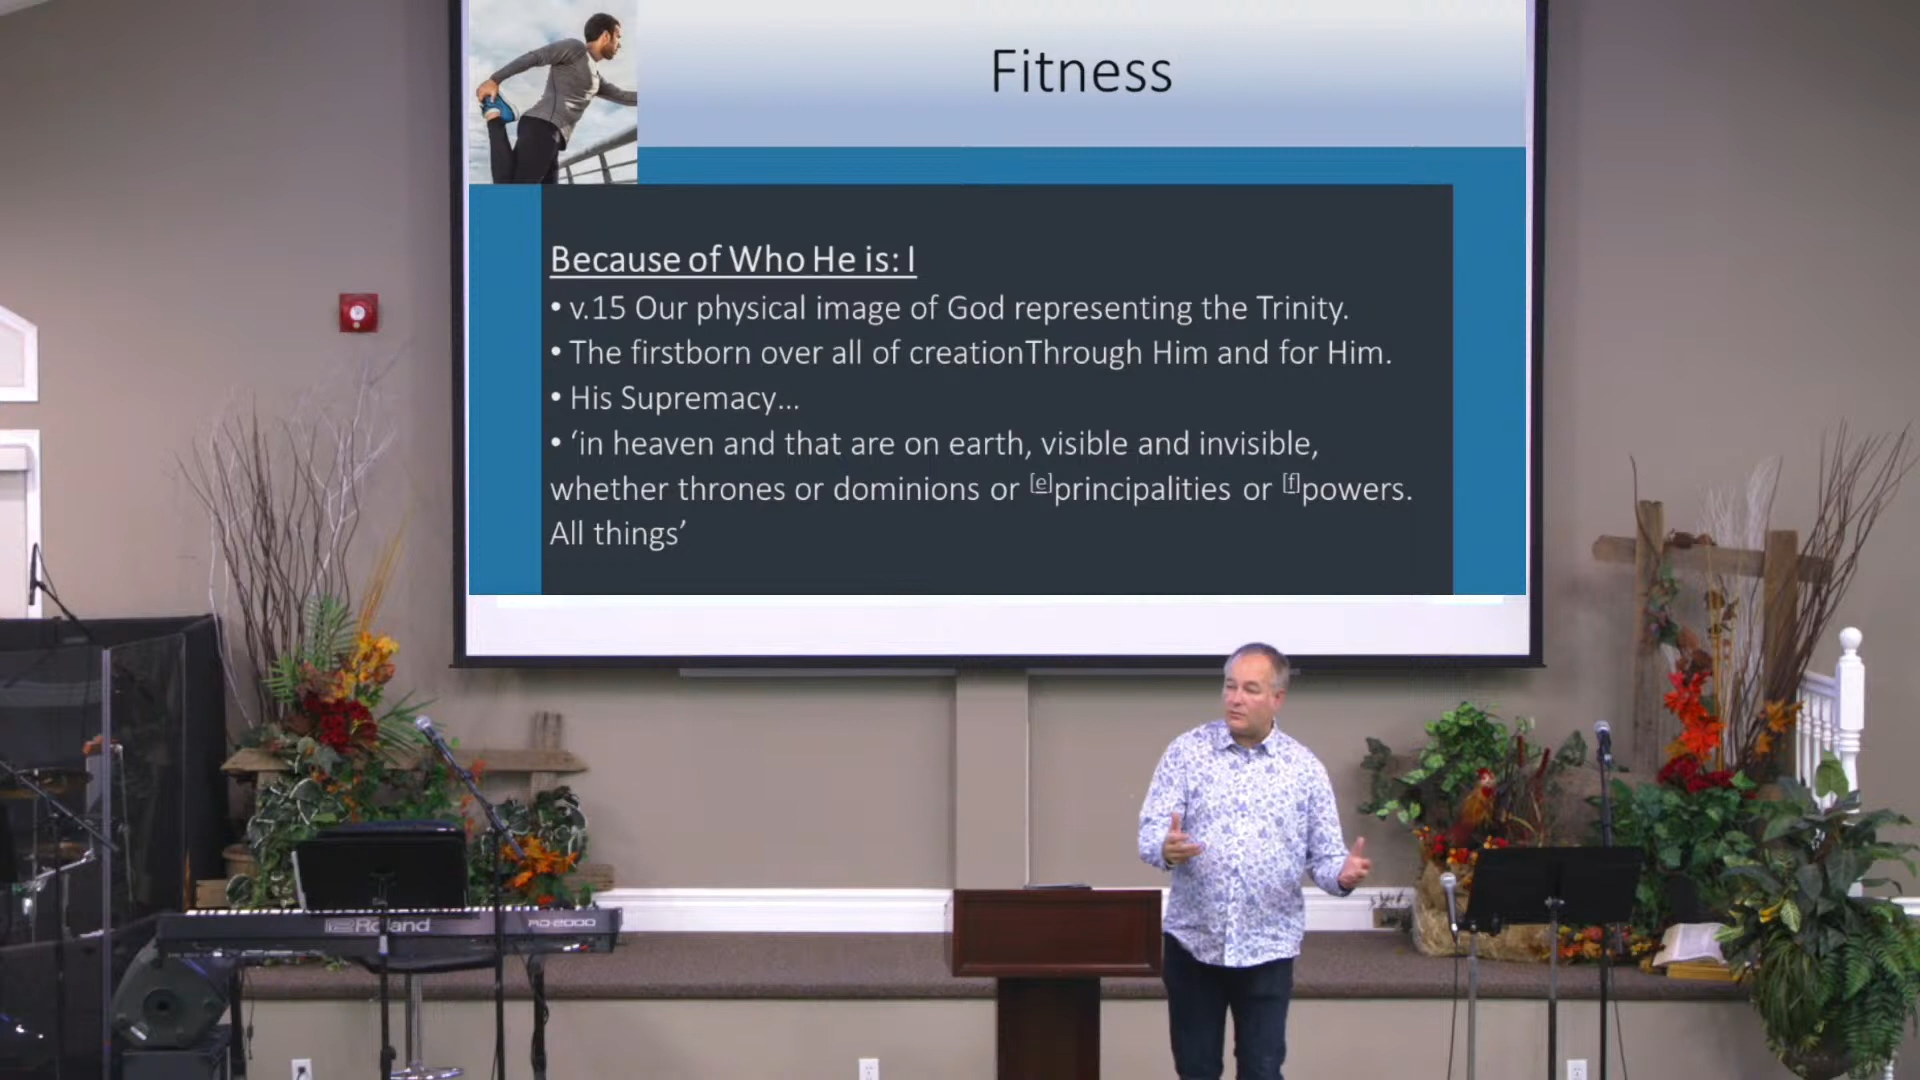 Fitness
Because of Who He is: I
• v.15 Our physical image of God representing the Trinity.
• The firstborn over all of creationThrough Him and for Him.
• His Supremacy...
• ‘in heaven and that are on earth, visible and invisible,
whether thrones or dominions or [e]principalities or [f]powers.
All things’
Roland
RD-2000